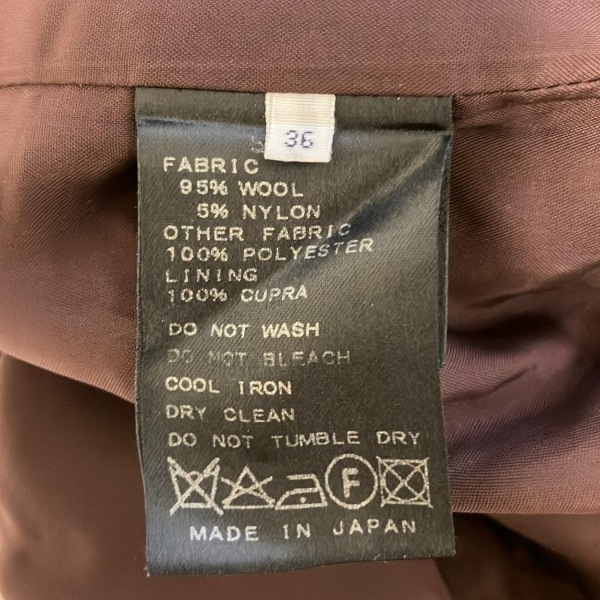 36
FABRIC
95% WOOL
5% NYLON
OTHER FABRIC
100% POLYESTER
LINING
100% CUPRA
DO NOT WASH
DO NOT BLEACH
COOL IRON
DRY CLEAN
DO NOT TUMBLE DRY
F
MADE IN JAPAN